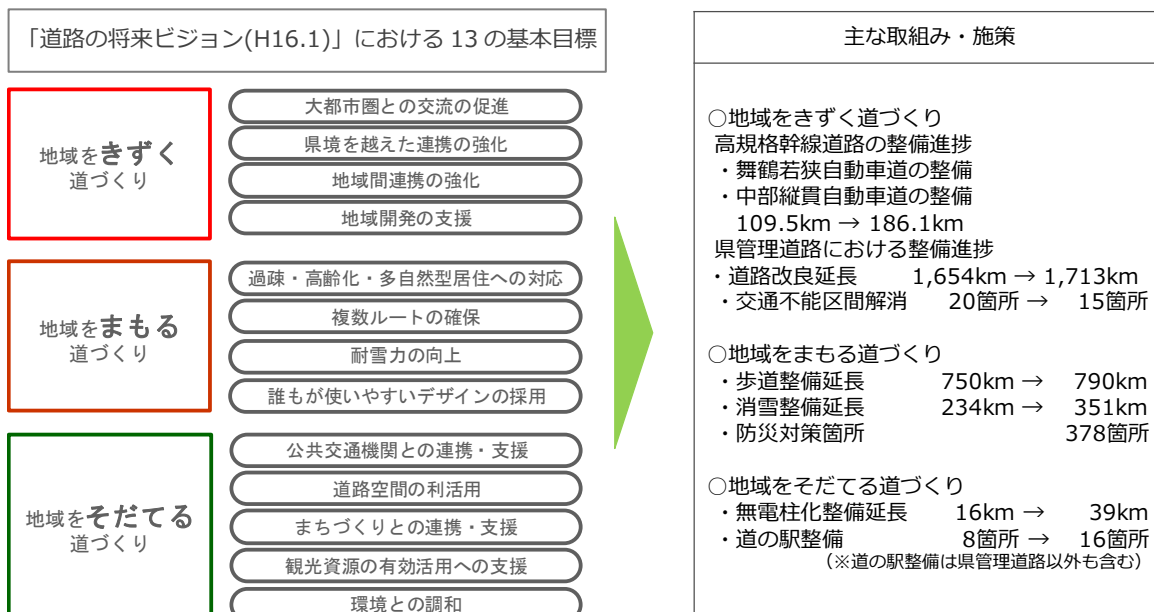 「道路の将来ビジョン(H16.1)」における 13 の基本目標
地域をきずく
道づくり
大都市圏との交流の促進
県境を越えた連携の強化
地域間連携の強化
地域開発の支援
地域をまもる
道づくり
過疎・高齢化・多自然型居住への対応
複数ルートの確保
耐雪力の向上
誰もが使いやすいデザインの採用
地域をそだてる
道づくり
公共交通機関との連携・支援
道路空間の利活用
まちづくりとの連携・支援
観光資源の有効活用への支援
環境との調和
主な取組み・施策
○地域をきずく道づくり
高規格幹線道路の整備進捗
・舞鶴若狭自動車道の整備
・中部縦貫自動車道の整備
109.5km → 186.1km
県管理道路における整備進捗
・道路改良延長 1,654km → 1,713km
・交通不能区間解消 20箇所 → 15箇所
○地域をまもる道づくり
・歩道整備延長 750km → 790km
・消雪整備延長 234km → 351km
・防災対策箇所 378箇所
○地域をそだてる道づくり
・無電柱化整備延長 16km → 39km
・道の駅整備 8箇所 → 16箇所
（※道の駅整備は県管理道路以外も含む）